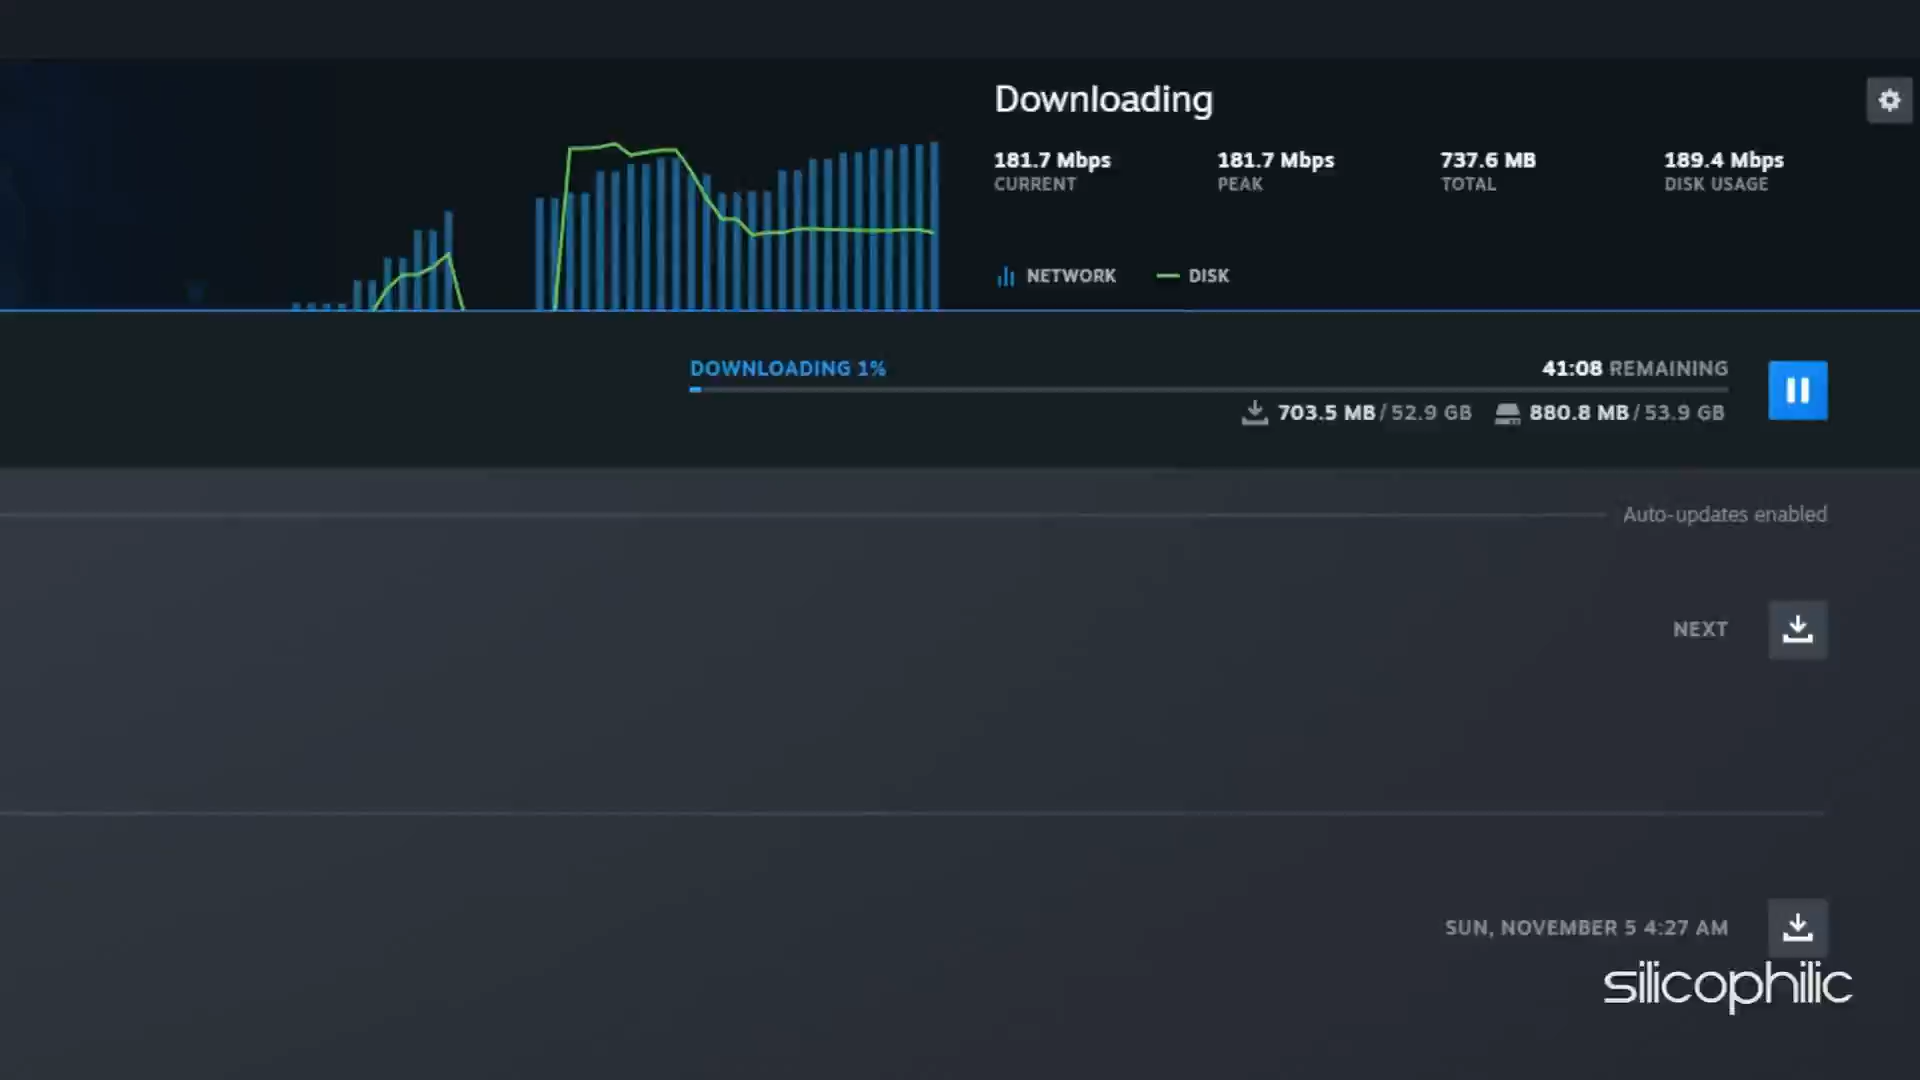 Downloading
181.7 Mbps 181.7 Mbps 737.6 MB 189.4 Mbps
CURRENT PEAK TOTAL DISK USAGE
NETWORK DISK
DOWNLOADING 1% 41:08 REMAINING
703.5 MB / 52.9 GB 880.8 MB / 53.9 GB
Auto-updates enabled
NEXT
SUN, NOVEMBER 5 4:27 AM
silicophilic